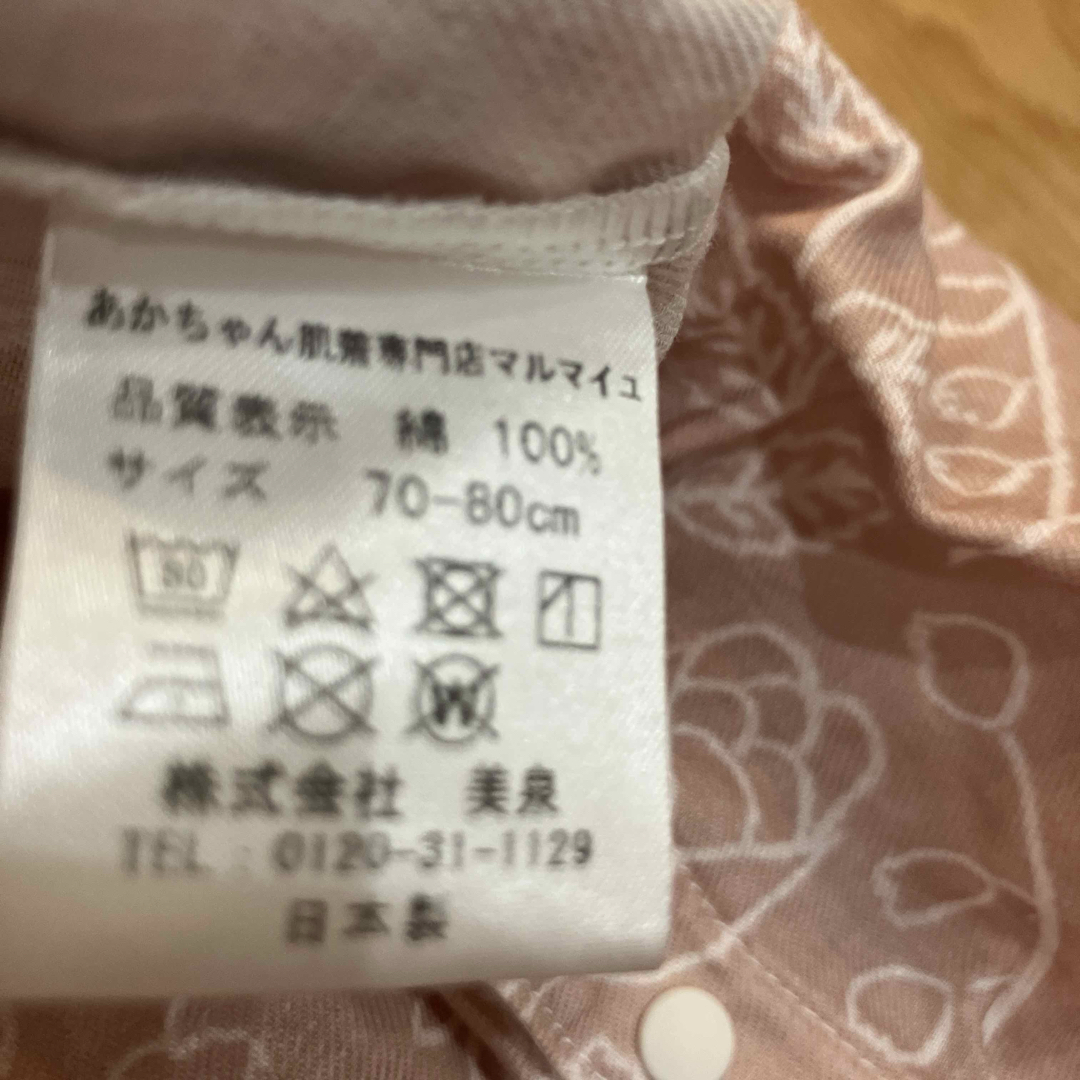 あかちゃん肌着専門店マルマイユ
品質表示 綿 100%
サイズ 70-80cm
W
株式会社 美泉
TEL : 0120-31-1129
日本製